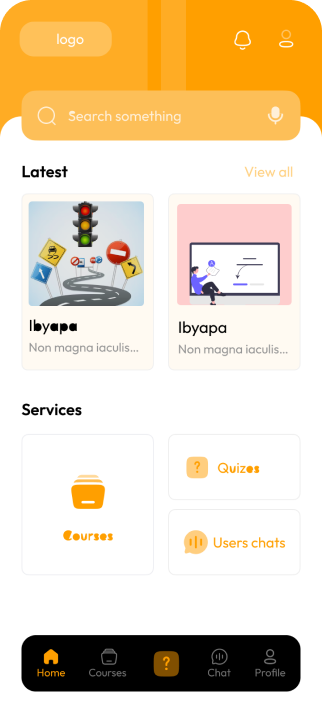 logo
Search something
Latest
View all
Ibyapa
Non magna iaculis...
Ibyapa
Non magna iaculis...
Services
Courses
?
Quizes
Users chats
Home
Courses
?
Chat
Profile